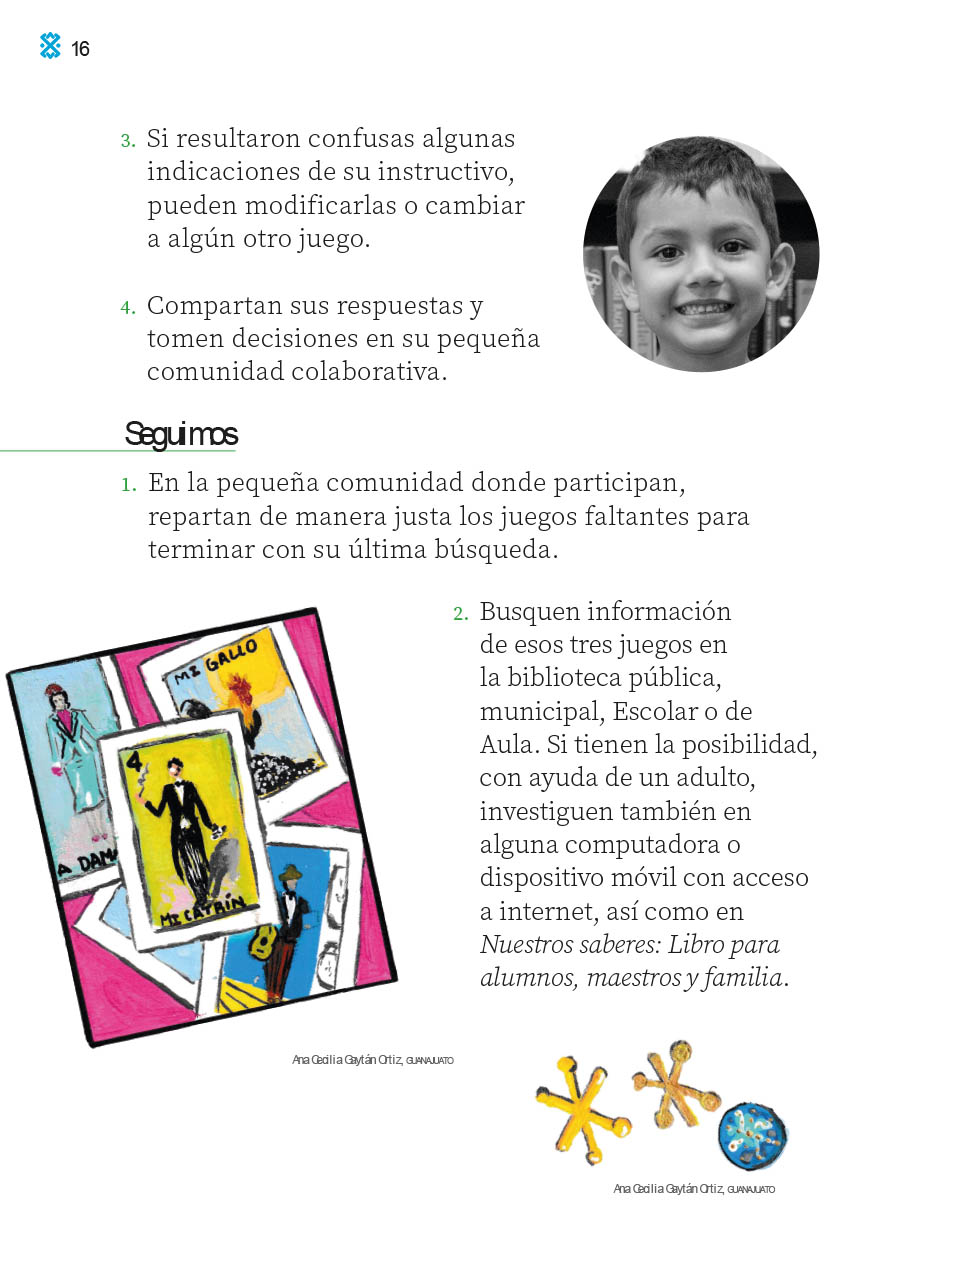 16
3. Si resultaron confusas algunas
indicaciones de su instructivo,
pueden modificarlas o cambiar
a algún otro juego.
4. Compartan sus respuestas y
tomen decisiones en su pequeña
comunidad colaborativa.
Seguimos
1. En la pequeña comunidad donde participan,
repartan de manera justa los juegos faltantes para
terminar con su última búsqueda.
2. Busquen información
de esos tres juegos en
la biblioteca pública,
municipal, Escolar o de
Aula. Si tienen la posibilidad,
con ayuda de un adulto,
investiguen también en
alguna computadora o
dispositivo móvil con acceso
a internet, así como en
Nuestros saberes: Libro para
alumnos, maestros y familia.
MI GALLO
4
A DAMA
MI CATRÍN
Ana Cecilia Gaytán Ortiz, GUANAJUATO
Ana Cecilia Gaytán Ortiz, GUANAJUATO